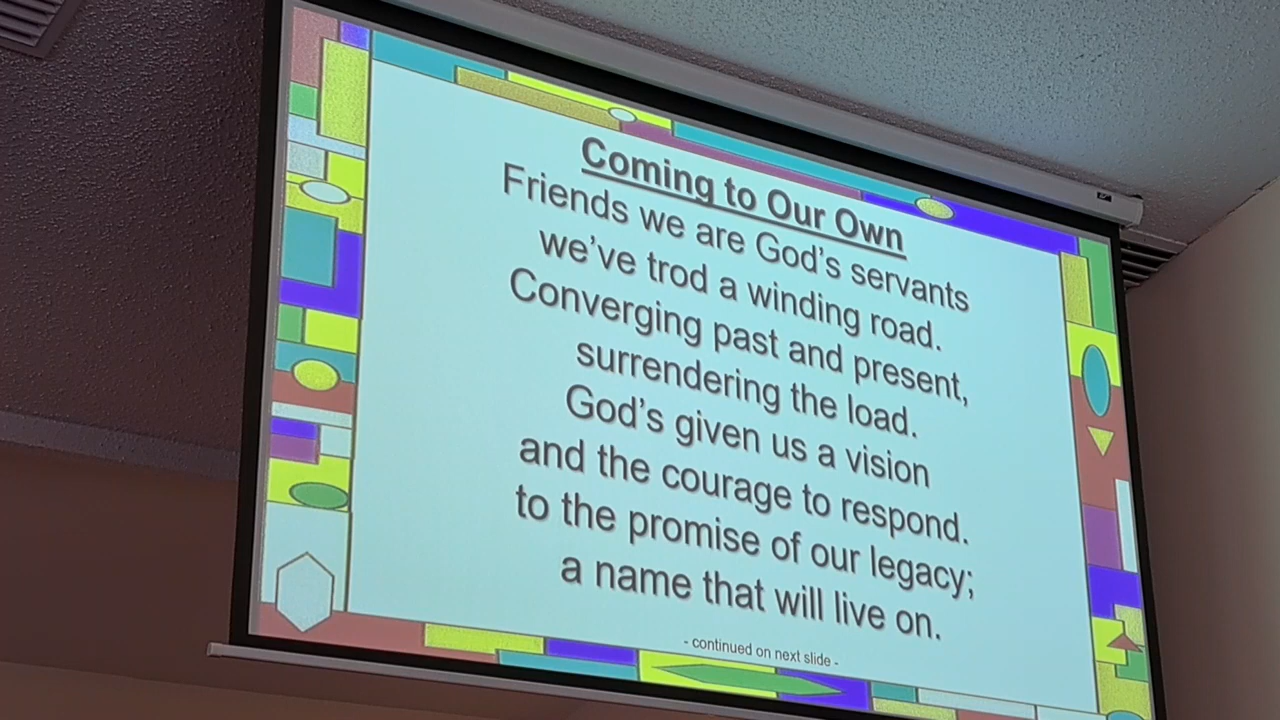 Coming to Our Own
Friends we are God's servants
we've trod a winding road.
Converging past and present,
surrendering the load.
God's given us a vision
and the courage to respond.
to the promise of our legacy;
a name that will live on.
- continued on next slide -